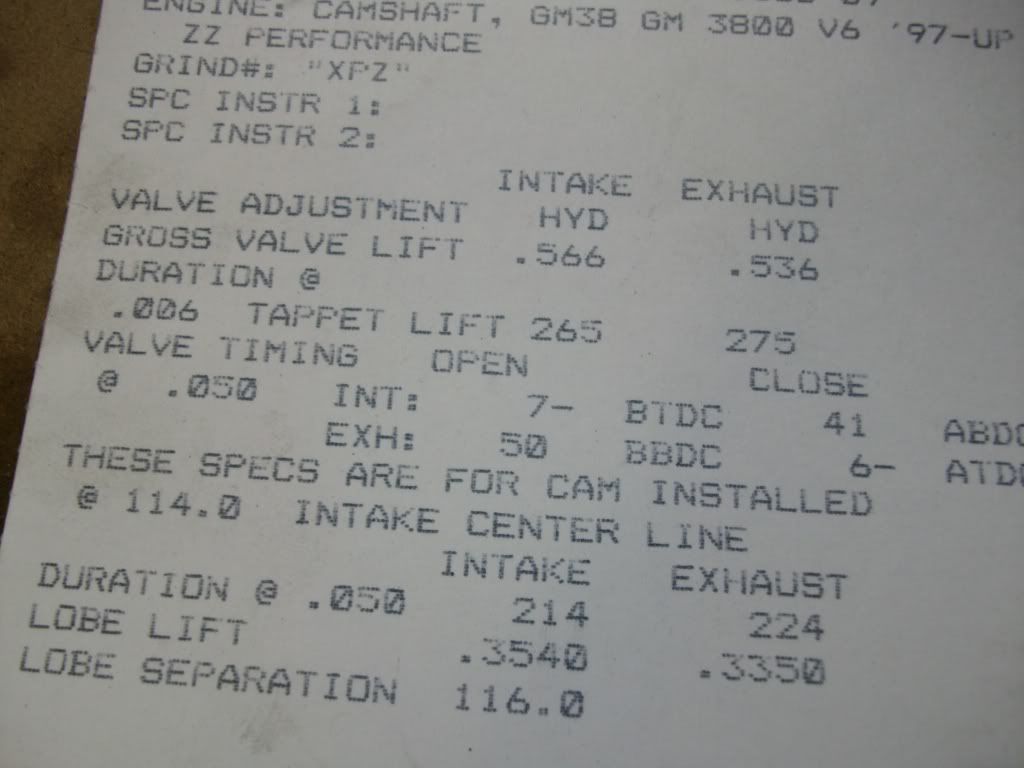 ENGINE: CAMSHAFT, GM38 GM 3800 V6 '97-UP
ZZ PERFORMANCE
GRIND#: "XPZ"
SPC INSTR 1:
SPC INSTR 2:
INTAKE EXHAUST
VALVE ADJUSTMENT HYD HYD
GROSS VALVE LIFT .566 .536
DURATION @
.006 TAPPET LIFT 265 275
VALVE TIMING OPEN CLOSE
@ .050 INT: 7- BTDC 41 ABDC
EXH: 50 BBDC 6- ATDC
THESE SPECS ARE FOR CAM INSTALLED
@ 114.0 INTAKE CENTER LINE
INTAKE EXHAUST
DURATION @ .050 214 224
LOBE LIFT .3540 .3350
LOBE SEPARATION 116.0